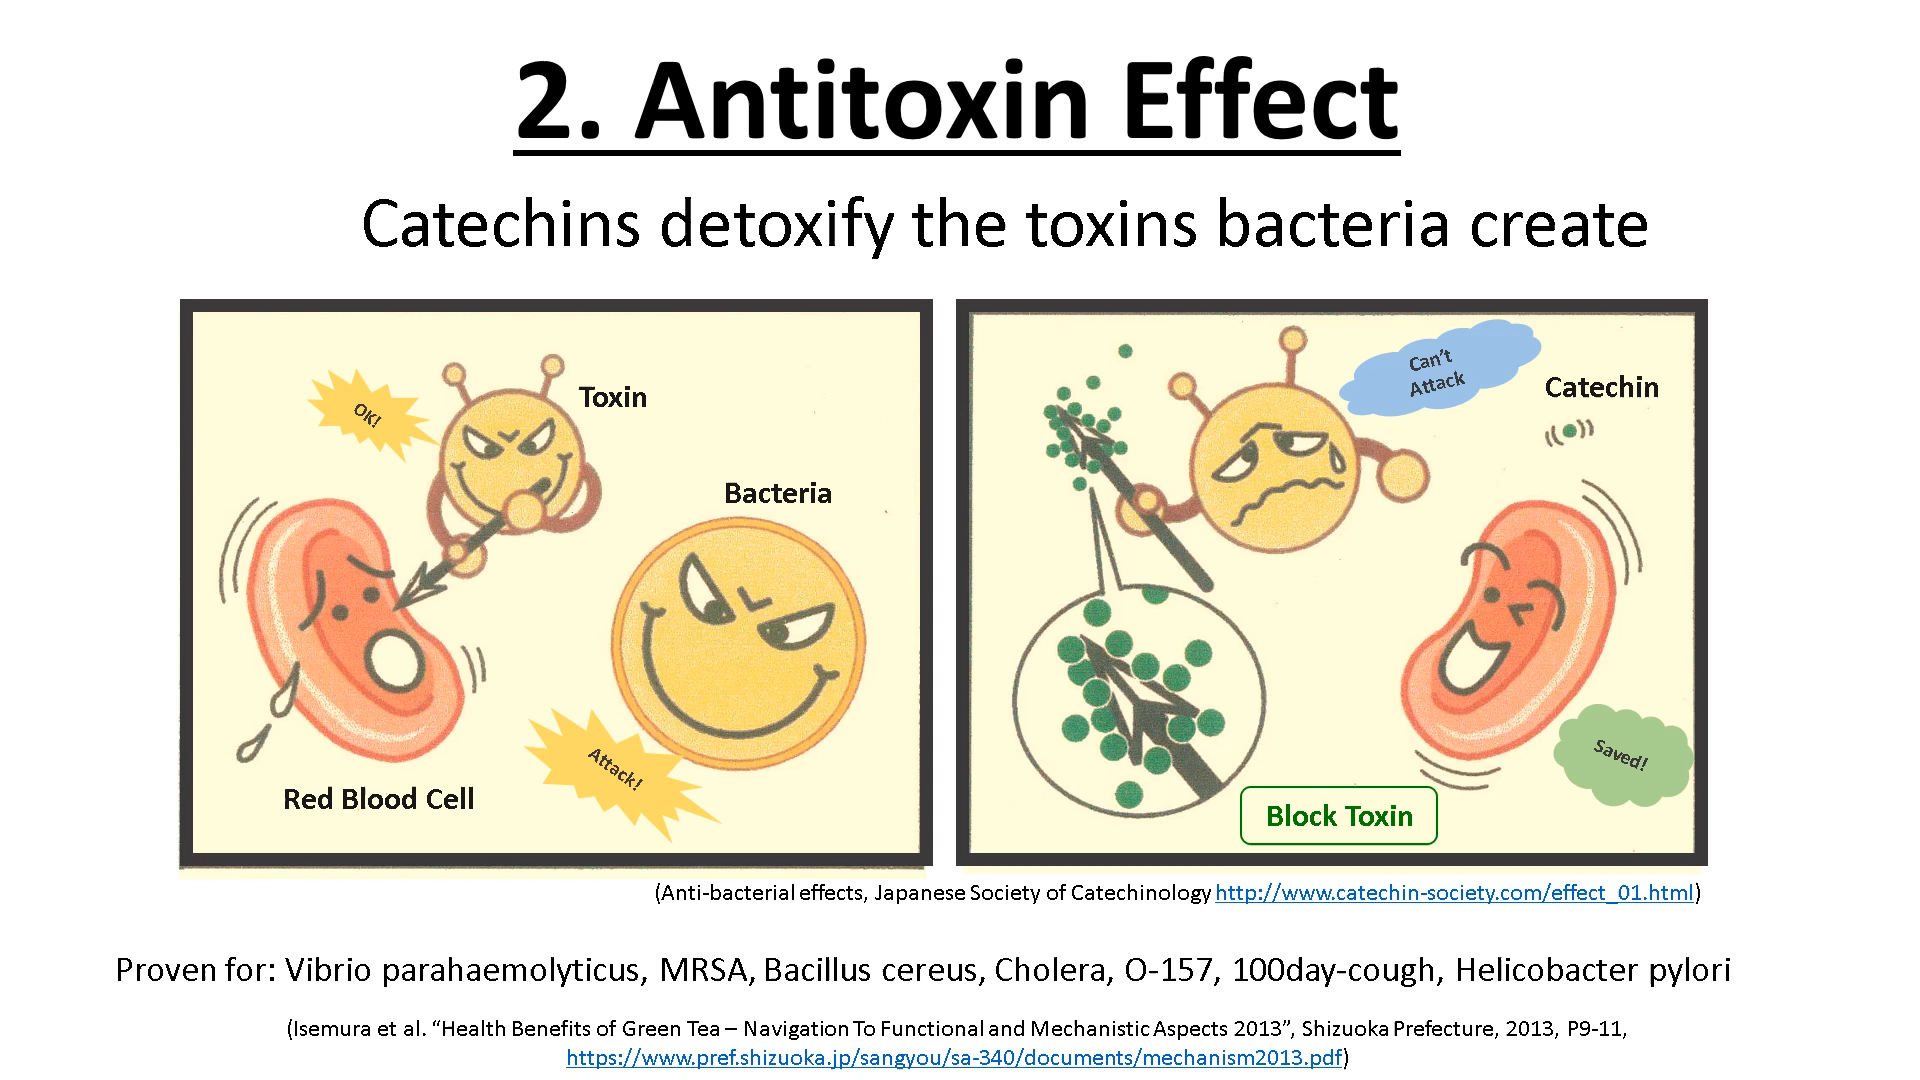 2. Antitoxin Effect
Catechins detoxify the toxins bacteria create
OK!
Toxin
Bacteria
Attack!
Red Blood Cell
Can't
Attack
Catechin
Saved!
Block Toxin
(Anti-bacterial effects, Japanese Society of Catechinology http://www.catechin-society.com/effect_01.html)
Proven for: Vibrio parahaemolyticus, MRSA, Bacillus cereus, Cholera, O-157, 100day-cough, Helicobacter pylori
(Isemura et al. “Health Benefits of Green Tea – Navigation To Functional and Mechanistic Aspects 2013”, Shizuoka Prefecture, 2013, P9-11,
https://www.pref.shizuoka.jp/sangyou/sa-340/documents/mechanism2013.pdf)